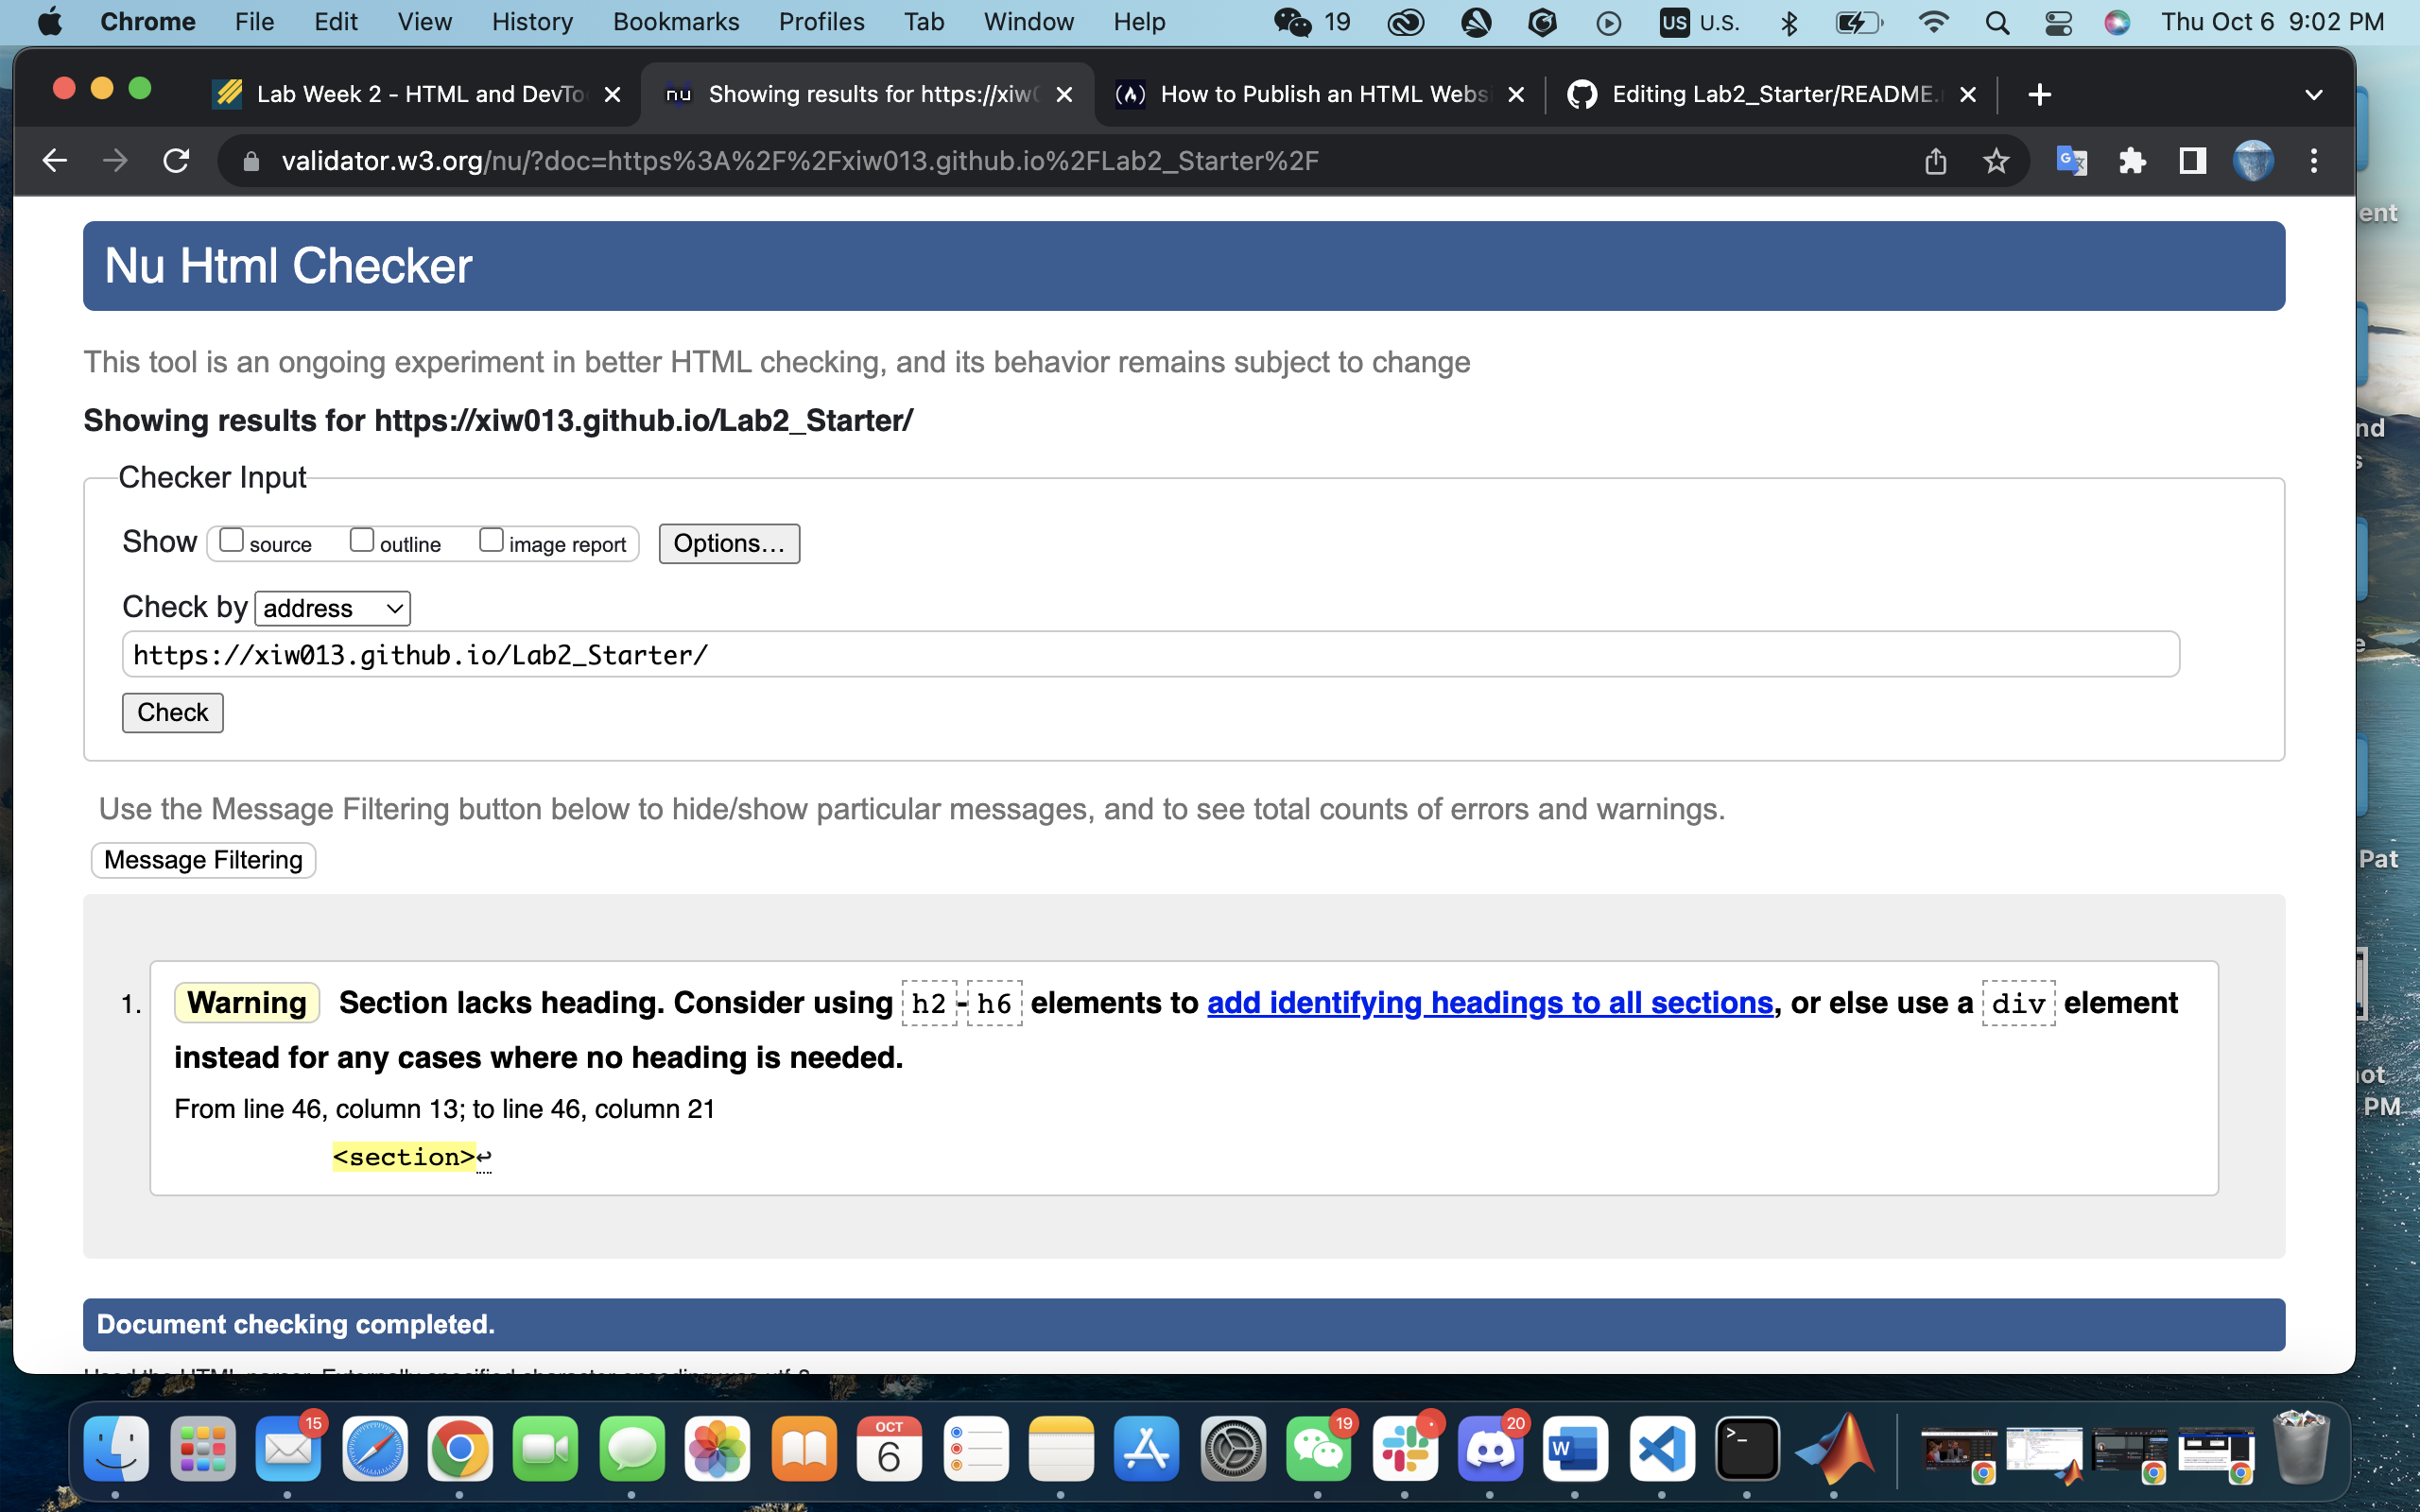 Chrome File Edit View History Bookmarks Profiles Tab Window Help 19 US U.S. Thu Oct 6 9:02 PM
Lab Week 2 - HTML and DevToo Showing results for https://xiw0 How to Publish an HTML Webs Editing Lab2_Starter/README.
validator.w3.org/nu/?doc=https%3A%2F%2Fxiw013.github.io%2FLab2_Starter%2F
Nu Html Checker
This tool is an ongoing experiment in better HTML checking, and its behavior remains subject to change
Showing results for https://xiw013.github.io/Lab2_Starter/
Checker Input
Show source outline image report Options...
Check by address
https://xiw013.github.io/Lab2_Starter/
Check
Use the Message Filtering button below to hide/show particular messages, and to see total counts of errors and warnings.
Message Filtering
1. Warning Section lacks heading. Consider using h2-h6 elements to add identifying headings to all sections, or else use a div element
instead for any cases where no heading is needed.
From line 46, column 13; to line 46, column 21
<section>↩
Document checking completed.
ent
nd
s
e
Pat
not
PM
15
OCT
6
19
20
W
>_